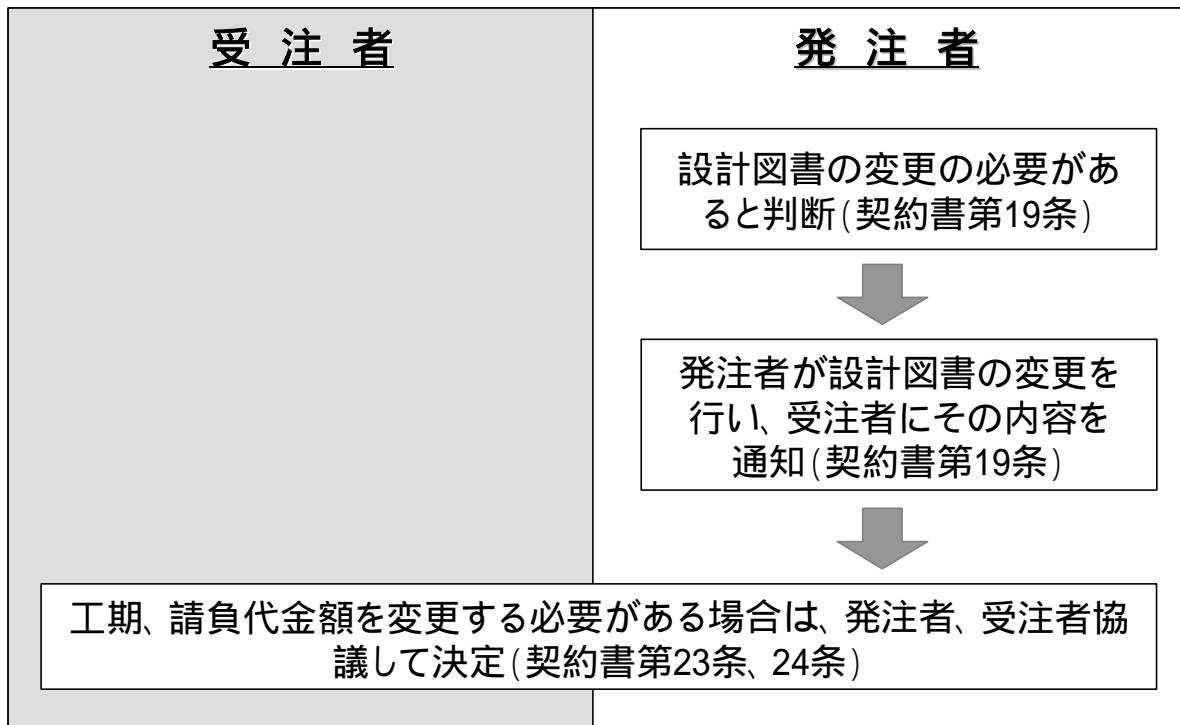 受 注 者
発 注 者
設計図書の変更の必要があ
ると判断(契約書第19条)
発注者が設計図書の変更を
行い、受注者にその内容を
通知(契約書第19条)
工期、請負代金額を変更する必要がある場合は、発注者、受注者協
議して決定(契約書第23条、24条)